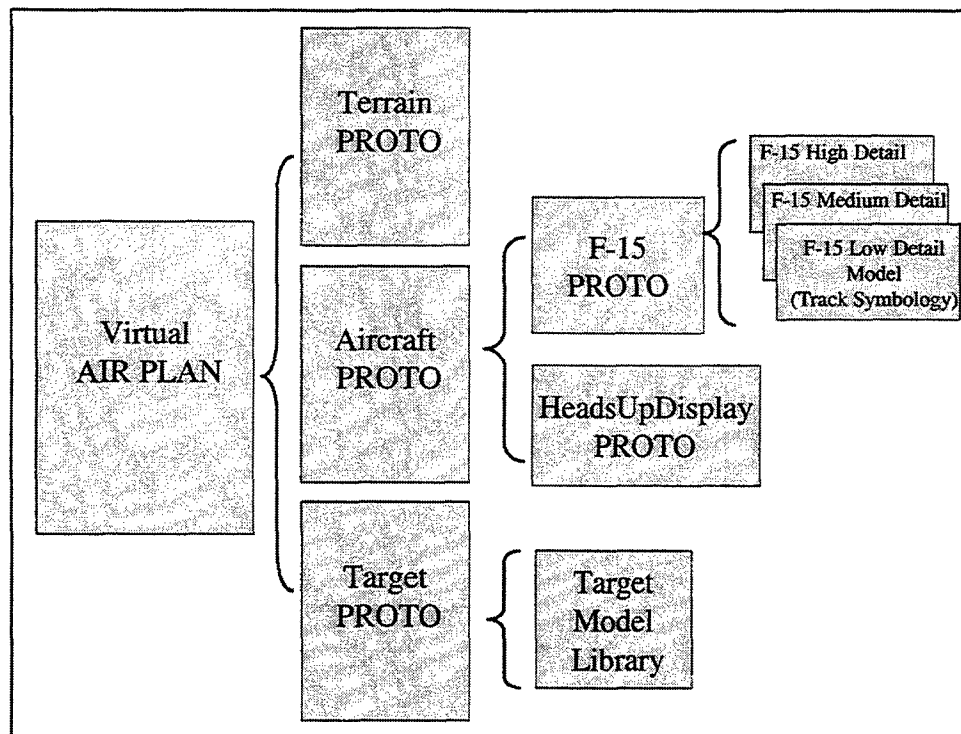 Virtual
AIR PLAN
Terrain
PROTO
Aircraft
PROTO
Target
PROTO
F-15
PROTO
HeadsUpDisplay
PROTO
Target
Model
Library
F-15 High Detail
F-15 Medium Detail
F-15 Low Detail
Model
(Track Symbology)